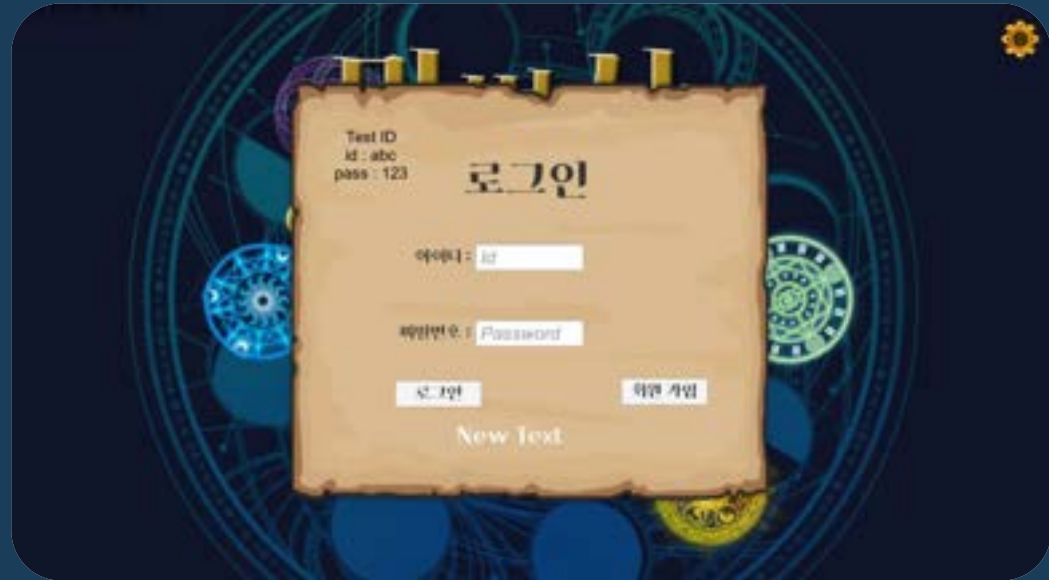 Test ID
id : abc
pass : 123
로그인
아이디 :
Id
비밀번호 :
Password
로그인
회원 가입
New Text